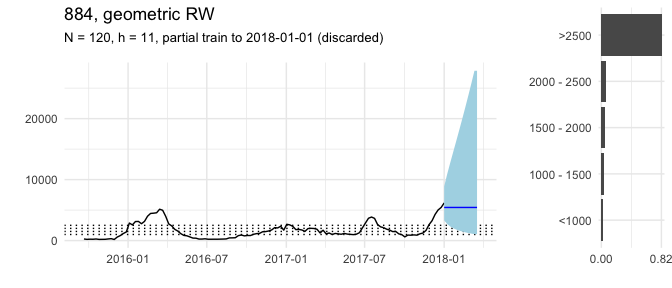 884, geometric RW
N = 120, h = 11, partial train to 2018-01-01 (discarded)
20000
10000
0
2016-01
2016-07
2017-01
2017-07
2018-01
>2500
2000 - 2500
1500 - 2000
1000 - 1500
<1000
0.00
0.82